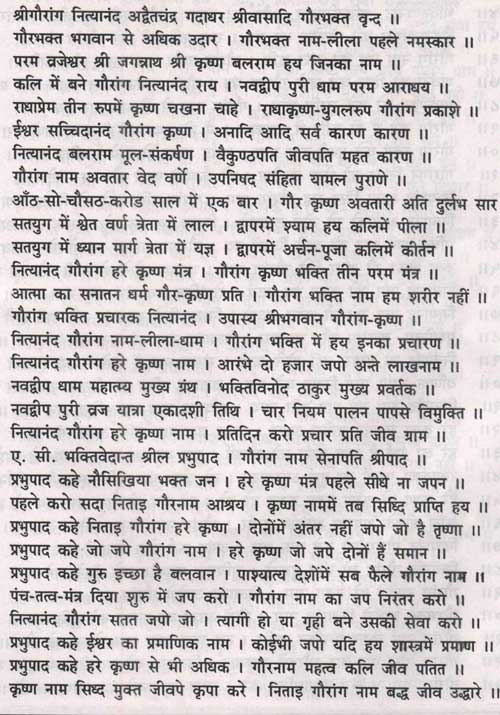 श्रीगौरांग नित्यानंद अद्वैतचंद्र गदाधर श्रीवासादि गौरभक्त वृन्द ॥
गौरभक्त भगवान से अधिक उदार । गौरभक्त नाम-लीला पहले नमस्कार ॥
परम व्रजेश्वर श्री जगन्नाथ श्री कृष्ण बलराम हय जिनका नाम ॥
कलि में बने गौरांग नित्यानंद राय । नवद्वीप पुरी धाम परम आराधय ॥
राधाप्रेम तीन रुपमें कृष्ण चखना चाहे । राधाकृष्ण-युगलरुप गौरांग प्रकाशे ॥
ईश्वर सच्चिदानंद गौरांग कृष्ण । अनादि आदि सर्व कारण कारण ॥
नित्यानंद बलराम मूल-संकर्षण । वैकुण्ठपति जीवपति महत कारण ॥
गौरांग नाम अवतार वेद वर्णे । उपनिषद संहिता यामल पुराणे ॥
आँठ-सो-चौसठ-करोड साल में एक बार । गौर कृष्ण अवतारी अति दुर्लभ सार
सतयुग में श्वेत वर्ण त्रेता में लाल । द्वापरमें श्याम हय कलिमें पीला ॥
सतयुग में ध्यान मार्ग त्रेता में यज्ञ । द्वापरमें अर्चन-पूजा कलिमें कीर्तन ॥
नित्यानंद गौरांग हरे कृष्ण मंत्र । गौरांग कृष्ण भक्ति तीन परम मंत्र ॥
आत्मा का सनातन धर्म गौर-कृष्ण प्रति । गौरांग भक्ति नाम हम शरीर नहीं ॥
गौरांग भक्ति प्रचारक नित्यानंद । उपास्य श्रीभगवान गौरांग-कृष्ण ॥
नित्यानंद गौरांग नाम-लीला-धाम । गौरांग भक्ति में हय इनका प्रचारण ॥
नित्यानंद गौरांग हरे कृष्ण नाम । आरंभे दो हजार जपो अन्ते लाखनाम ॥
नवद्वीप धाम महात्म्य मुख्य ग्रंथ । भक्तिविनोद ठाकुर मुख्य प्रवर्तक ॥
नवद्वीप पुरी व्रज यात्रा एकादशी तिथि । चार नियम पालन पापसे विमुक्ति ॥
नित्यानंद गौरांग हरे कृष्ण नाम । प्रतिदिन करो प्रचार प्रति जीव ग्राम ॥
ए. सी. भक्तिवेदान्त श्रील प्रभुपाद । गौरांग नाम सेनापति श्रीपाद ॥
प्रभुपाद कहे नौसिखिया भक्त जन । हरे कृष्ण मंत्र पहले सीधे ना जपन ॥
पहले करो सदा निताइ गौरनाम आश्रय । कृष्ण नाममें तब सिध्दि प्राप्ति हय ॥
प्रभुपाद कहे निताइ गौरांग हरे कृष्ण । दोनोंमें अंतर नहीं जपो जो है तृष्णा ॥
प्रभुपाद कहे जो जपे गौरांग नाम । हरे कृष्ण जो जपे दोनों हैं समान ॥
प्रभुपाद कहे गुरु इच्छा है बलवान । पाश्यात्य देशोंमें सब फैले गौरांग नाम ॥
पंच-तत्व-मंत्र दिया शुरु में जप करो । गौरांग नाम का जप निरंतर करो ॥
नित्यानंद गौरांग सतत जपो जो । त्यागी हो या गृही बने उसकी सेवा करो ॥
प्रभुपाद कहे ईश्वर का प्रमाणिक नाम । कोईभी जपो यदि हय शास्त्रमें प्रमाण ॥
प्रभुपाद कहे हरे कृष्ण से भी अधिक । गौरनाम महत्व कलि जीव पतित ॥
कृष्ण नाम सिध्द मुक्त जीवपे कृपा करे । निताइ गौरांग नाम बद्ध जीव उद्धारे ॥